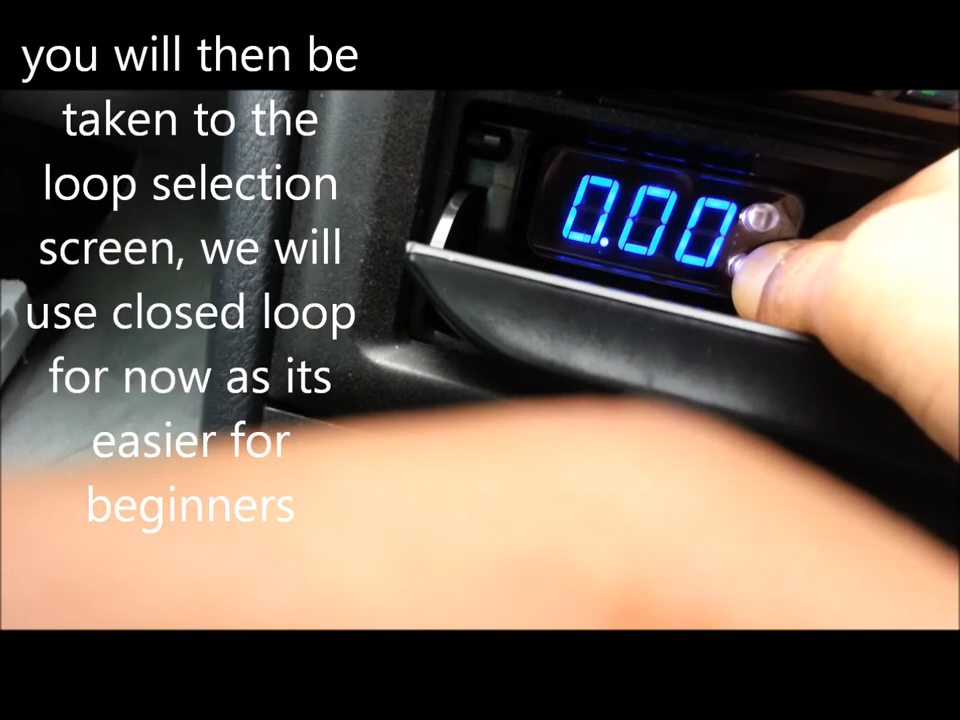 you will then be
taken to the
loop selection
screen, we will
use closed loop
for now as its
easier for
beginners
0.00